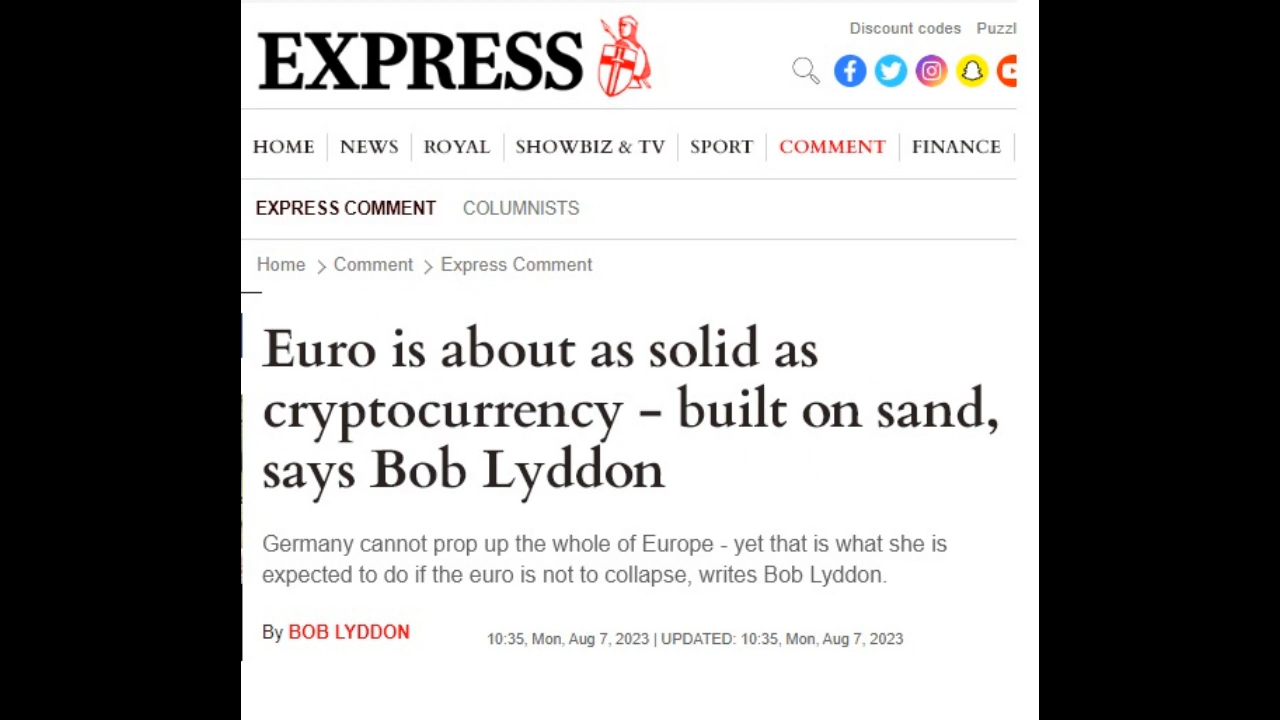 Discount codes Puzzl
EXPRESS
HOME NEWS ROYAL SHOWBIZ & TV SPORT COMMENT FINANCE
EXPRESS COMMENT COLUMNISTS
Home > Comment > Express Comment
Euro is about as solid as
cryptocurrency - built on sand,
says Bob Lyddon
Germany cannot prop up the whole of Europe - yet that is what she is
expected to do if the euro is not to collapse, writes Bob Lyddon.
By BOB LYDDON 10:35, Mon, Aug 7, 2023 | UPDATED: 10:35, Mon, Aug 7, 2023